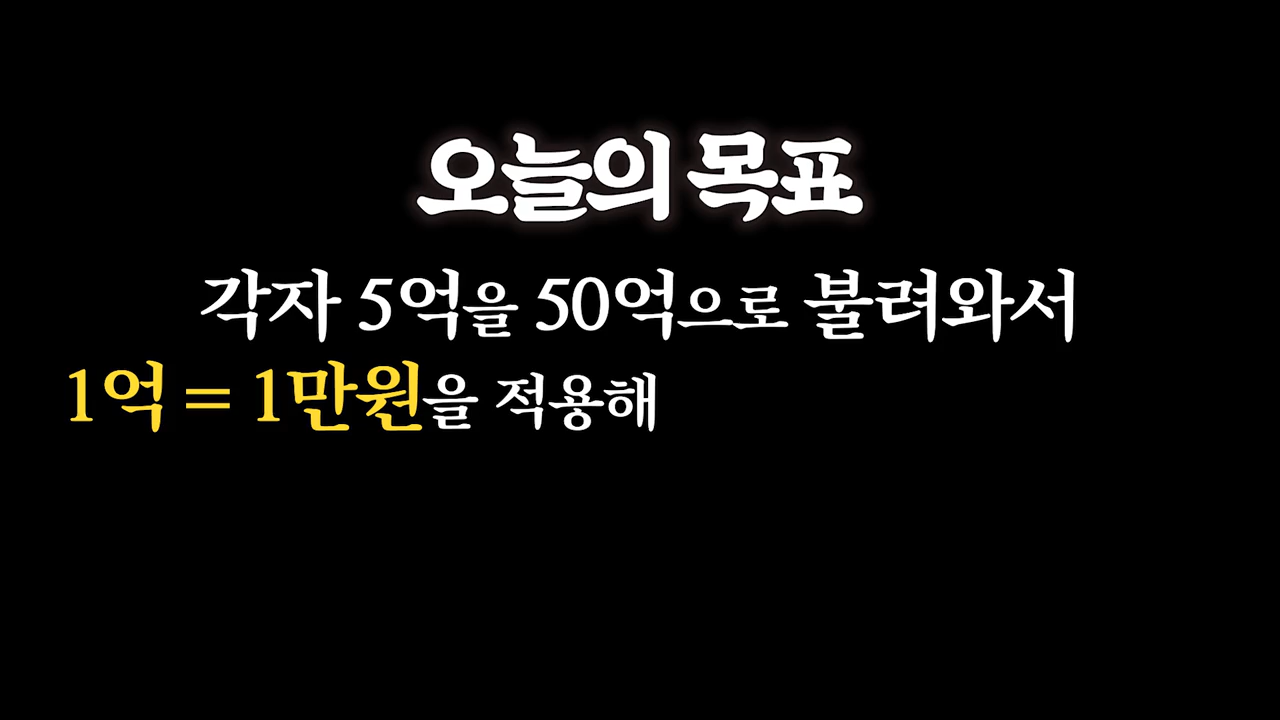 오늘의 목표
각자 5억을 50억으로 불려와서
1억 = 1만원을 적용해